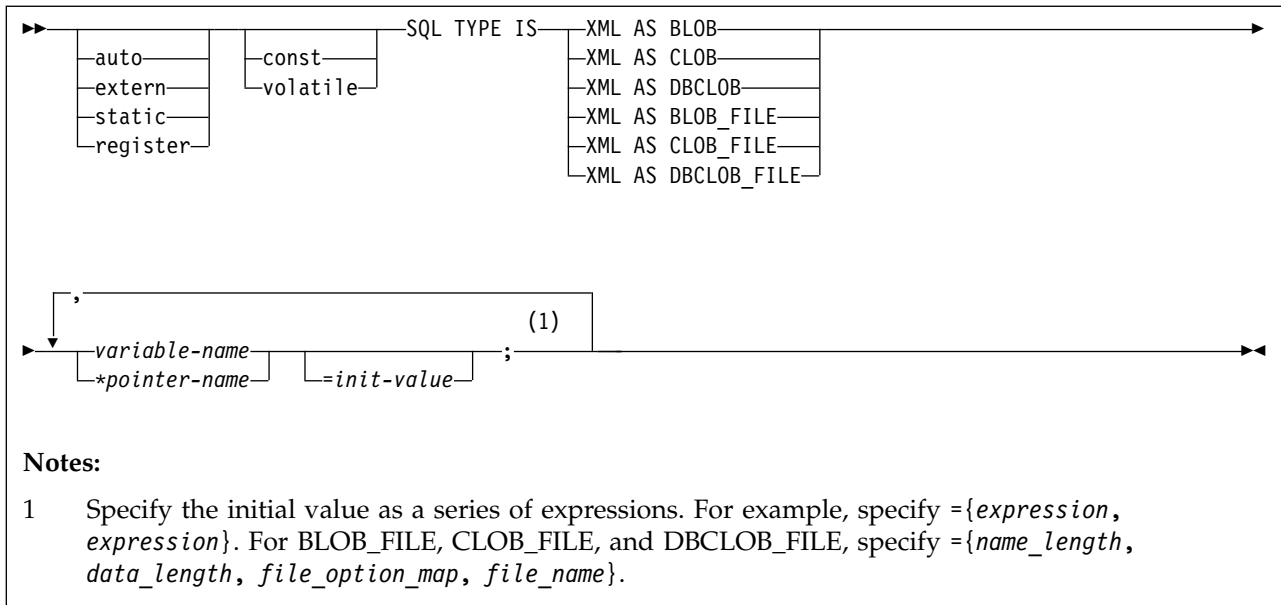 SQL TYPE IS XML AS BLOB
auto const XML AS CLOB
extern volatile XML AS DBCLOB
static XML AS BLOB_FILE
register XML AS CLOB_FILE
XML AS DBCLOB_FILE
,
(1)
variable-name ;
*pointer-name =init-value
Notes:
1 Specify the initial value as a series of expressions. For example, specify ={expression,
expression}. For BLOB_FILE, CLOB_FILE, and DBCLOB_FILE, specify ={name_length,
data_length, file_option_map, file_name}.